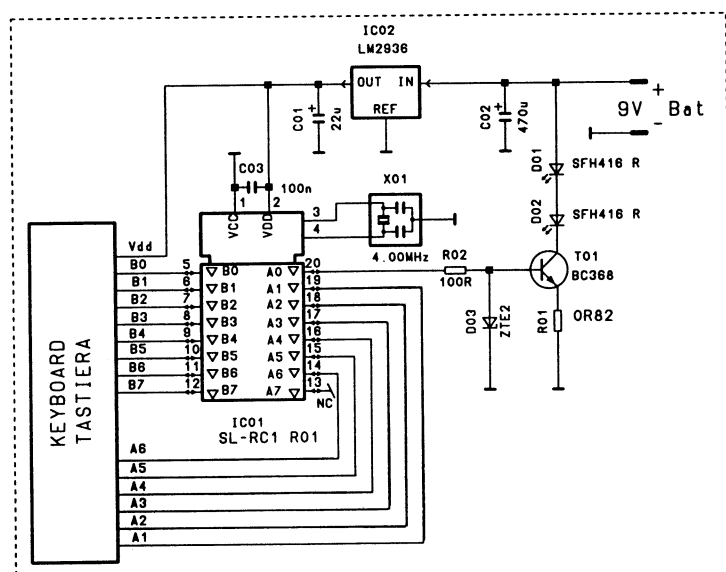 IC02
LM2936
OUT IN
REF
C01
+
22u
C02
+
470u
+
9V Bat
-
D01
SFH416 R
D02
SFH416 R
C03
100n
1
2
VCC
VDD
3
4
X01
4.00MHz
T01
BC368
R02
100R
D03
ZTE2
R01
0R82
KEYBOARD
TASTIERA
Vdd
B0 5 B0 A0 20
B1 6 B1 A1 19
B2 7 B2 A2 18
B3 8 B3 A3 17
B4 9 B4 A4 16
B5 10 B5 A5 15
B6 11 B6 A6 14
B7 12 B7 A7 13
NC
IC01
SL-RC1 R01
A6
A5
A4
A3
A2
A1